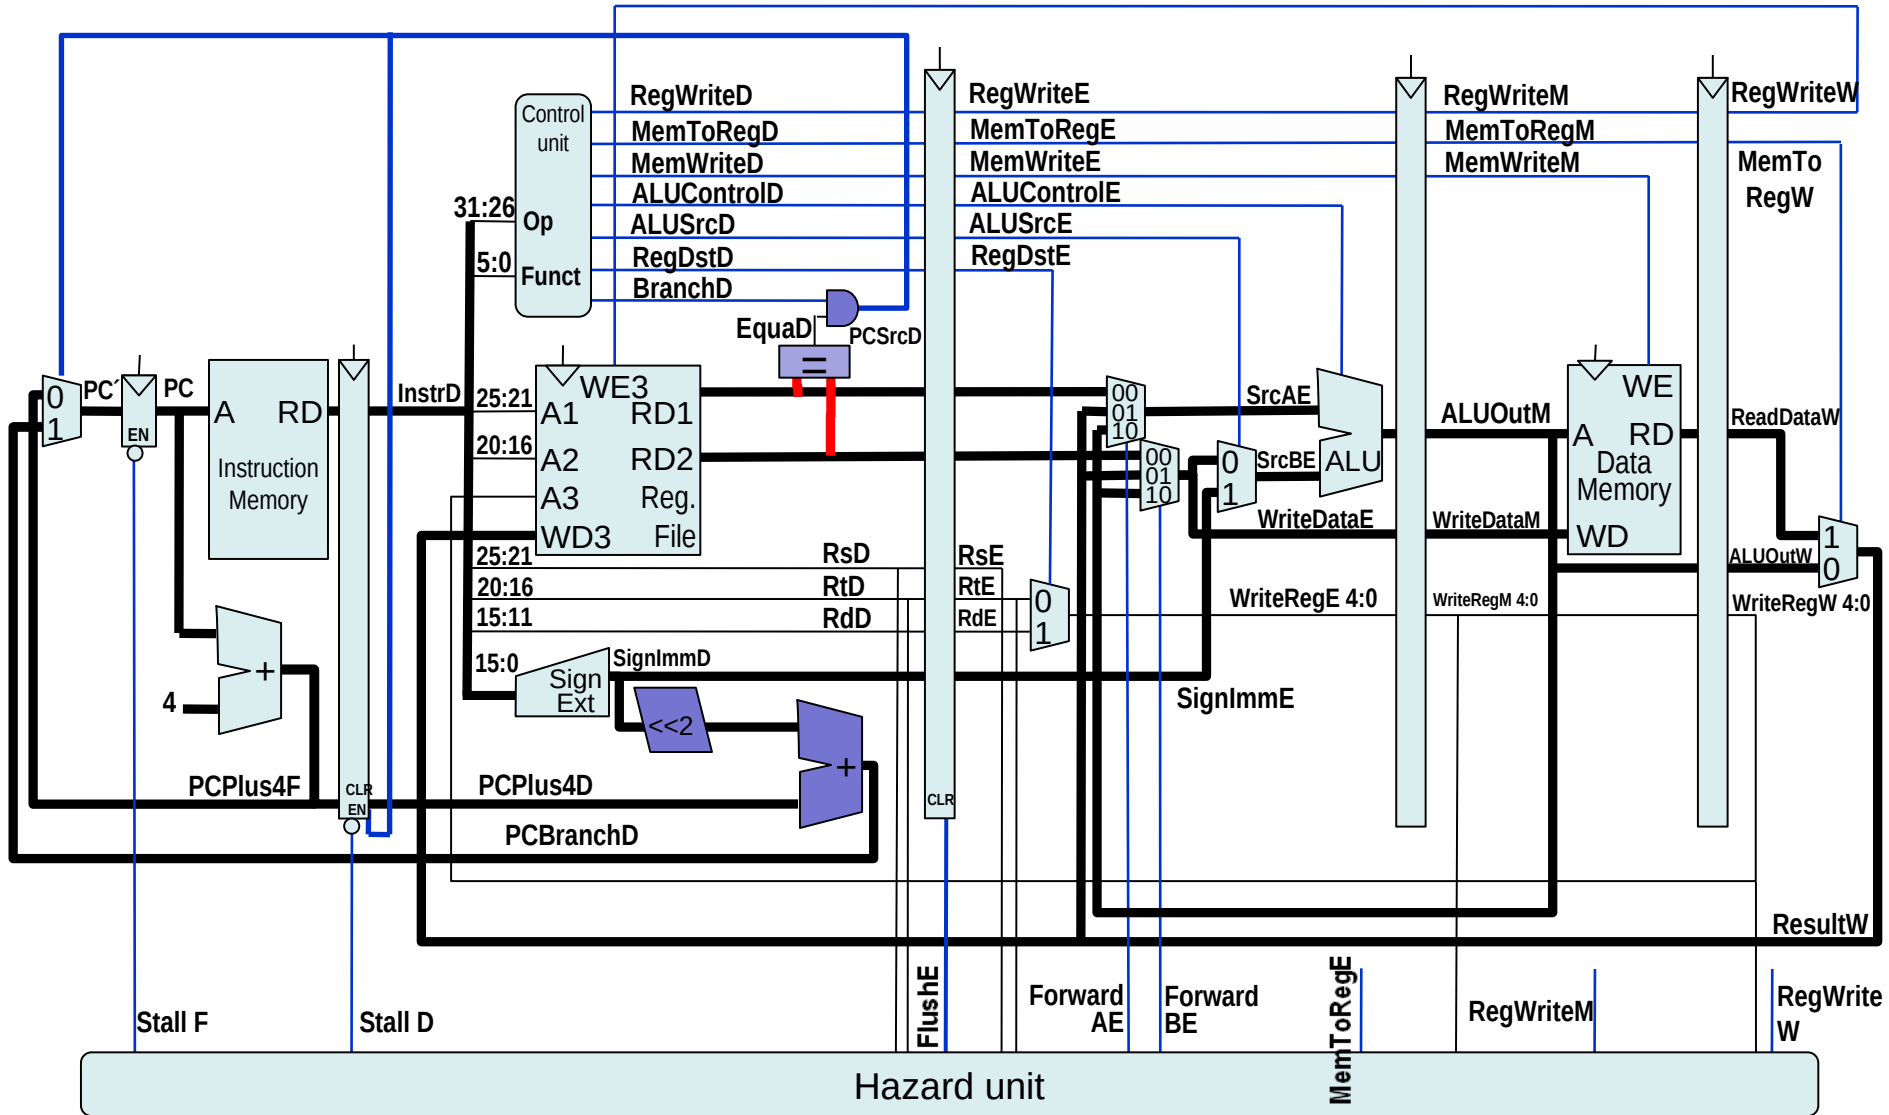 RegWriteD
RegWriteE
RegWriteM
RegWriteW
Control
unit
MemToRegD
MemToRegE
MemToRegM
MemWriteD
MemWriteE
MemWriteM
MemTo
RegW
ALUControlD
ALUControlE
31:26
Op
ALUSrcD
ALUSrcE
RegDstD
RegDstE
5:0
Funct
BranchD
EquaD
PCSrcD
=
0
1
PC´
EN
PC
A
RD
Instruction
Memory
InstrD
25:21
20:16
WE3
A1
RD1
A2
RD2
A3
Reg.
WD3
File
00
01
10
00
01
10
SrcAE
0
1
SrcBE
ALU
ALUOutM
WE
A
RD
Data
Memory
WD
ReadDataW
WriteDataE
WriteDataM
1
0
ALUOutW
25:21
RsD
RsE
20:16
RtD
RtE
15:11
RdD
RdE
0
1
WriteRegE 4:0
WriteRegM 4:0
WriteRegW 4:0
15:0
Sign
Ext
SignImmD
SignImmE
+
4
<<2
+
PCPlus4F
CLR
EN
PCPlus4D
CLR
PCBranchD
ResultW
Stall F
Stall D
FlushE
Forward
AE
Forward
BE
MemToRegE
RegWriteM
RegWrite
W
Hazard unit